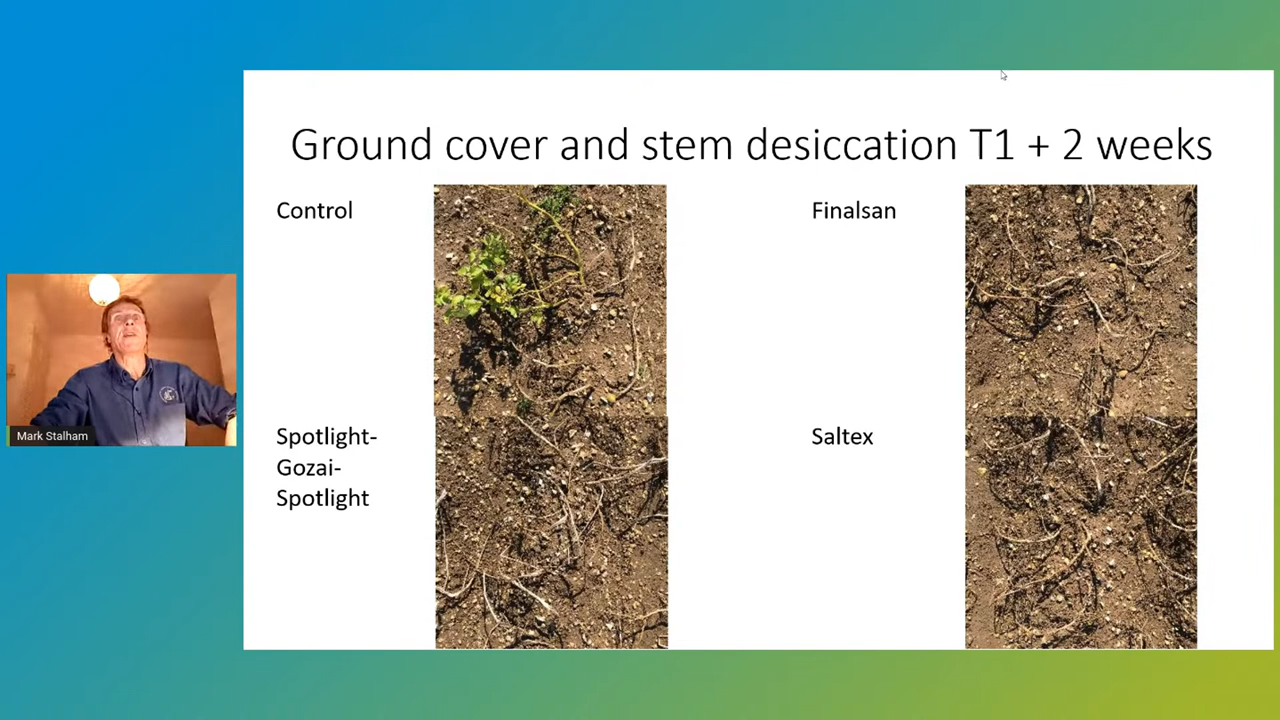 Ground cover and stem desiccation T1 + 2 weeks
Control
Finalsan
Spotlight-
Gozai-
Spotlight
Saltex
Mark Stalham